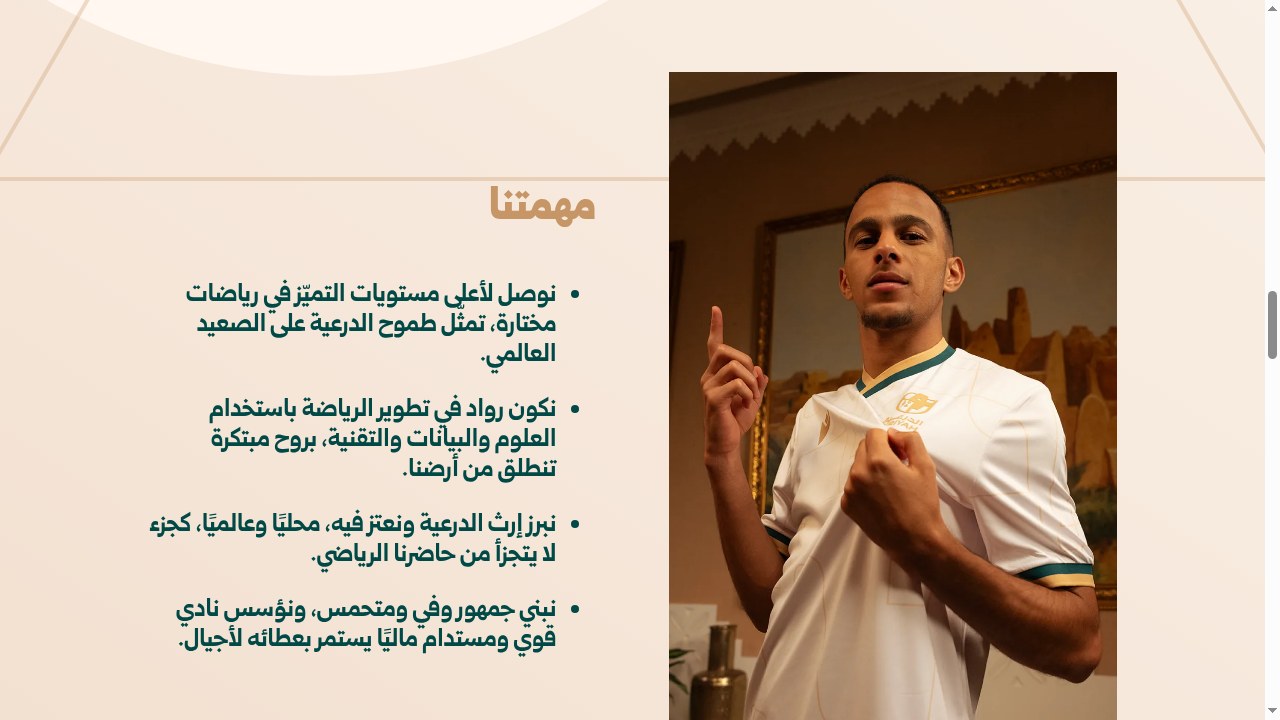 مهمتنا
نوصل لأعلى مستويات التميّز في رياضات
مختارة، تمثّل طموح الدرعية على الصعيد
العالمي.
نكون رواد في تطوير الرياضة باستخدام
العلوم والبيانات والتقنية، بروح مبتكرة
تنطلق من أرضنا.
نبرز إرث الدرعية ونعتز فيه، محليًا وعالميًا، كجزء
لا يتجزأ من حاضرنا الرياضي.
نبني جمهور وفي ومتحمس، ونؤسس نادي
قوي ومستدام ماليًا يستمر بعطائه لأجيال.